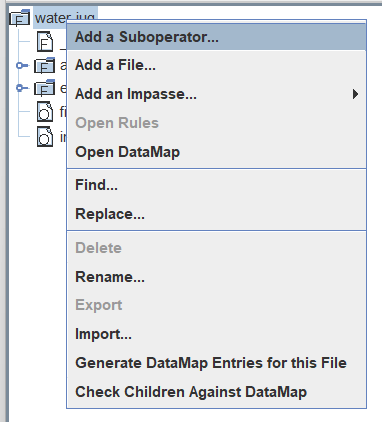 water jug
Add a Suboperator...
Add a File...
Add an Impasse...
Open Rules
Open DataMap
Find...
Replace...
Delete
Rename...
Export
Import...
Generate DataMap Entries for this File
Check Children Against DataMap